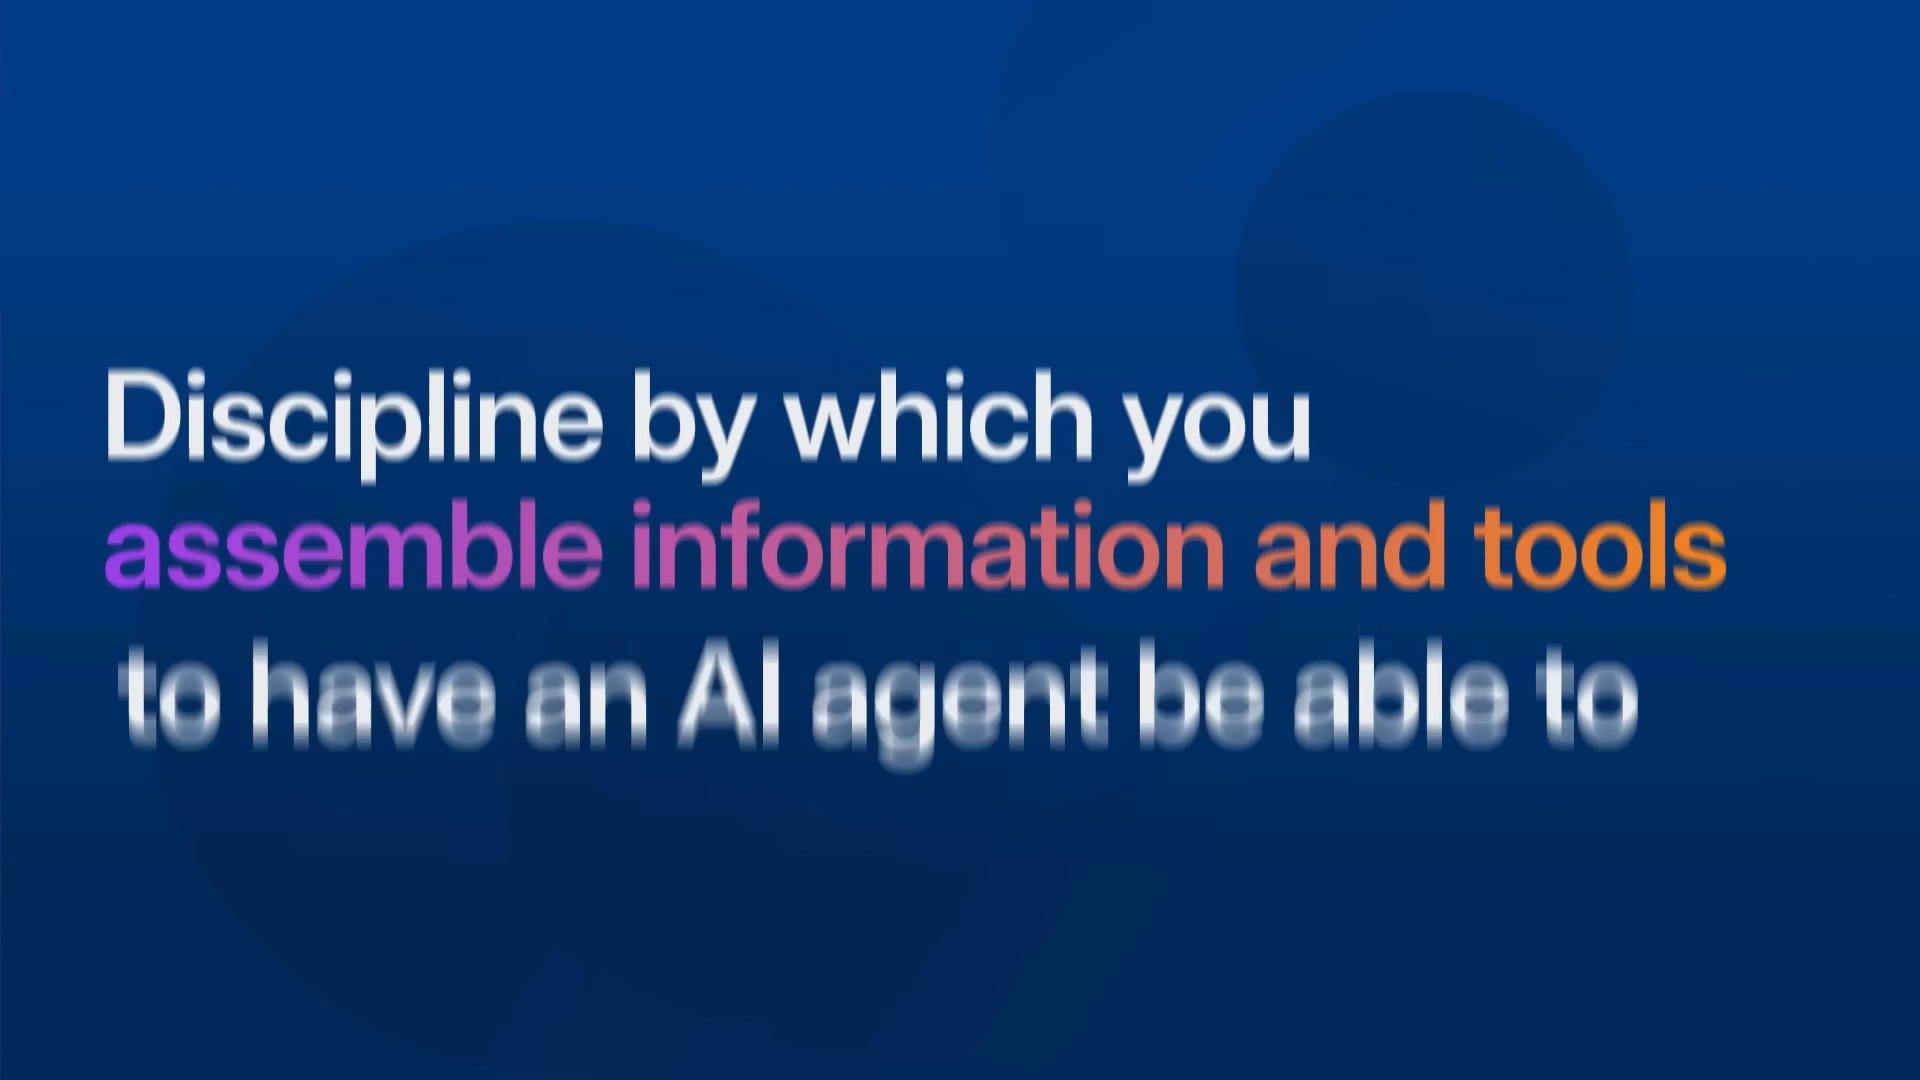 Discipline by which you
assemble information and tools
to have an AI agent be able to